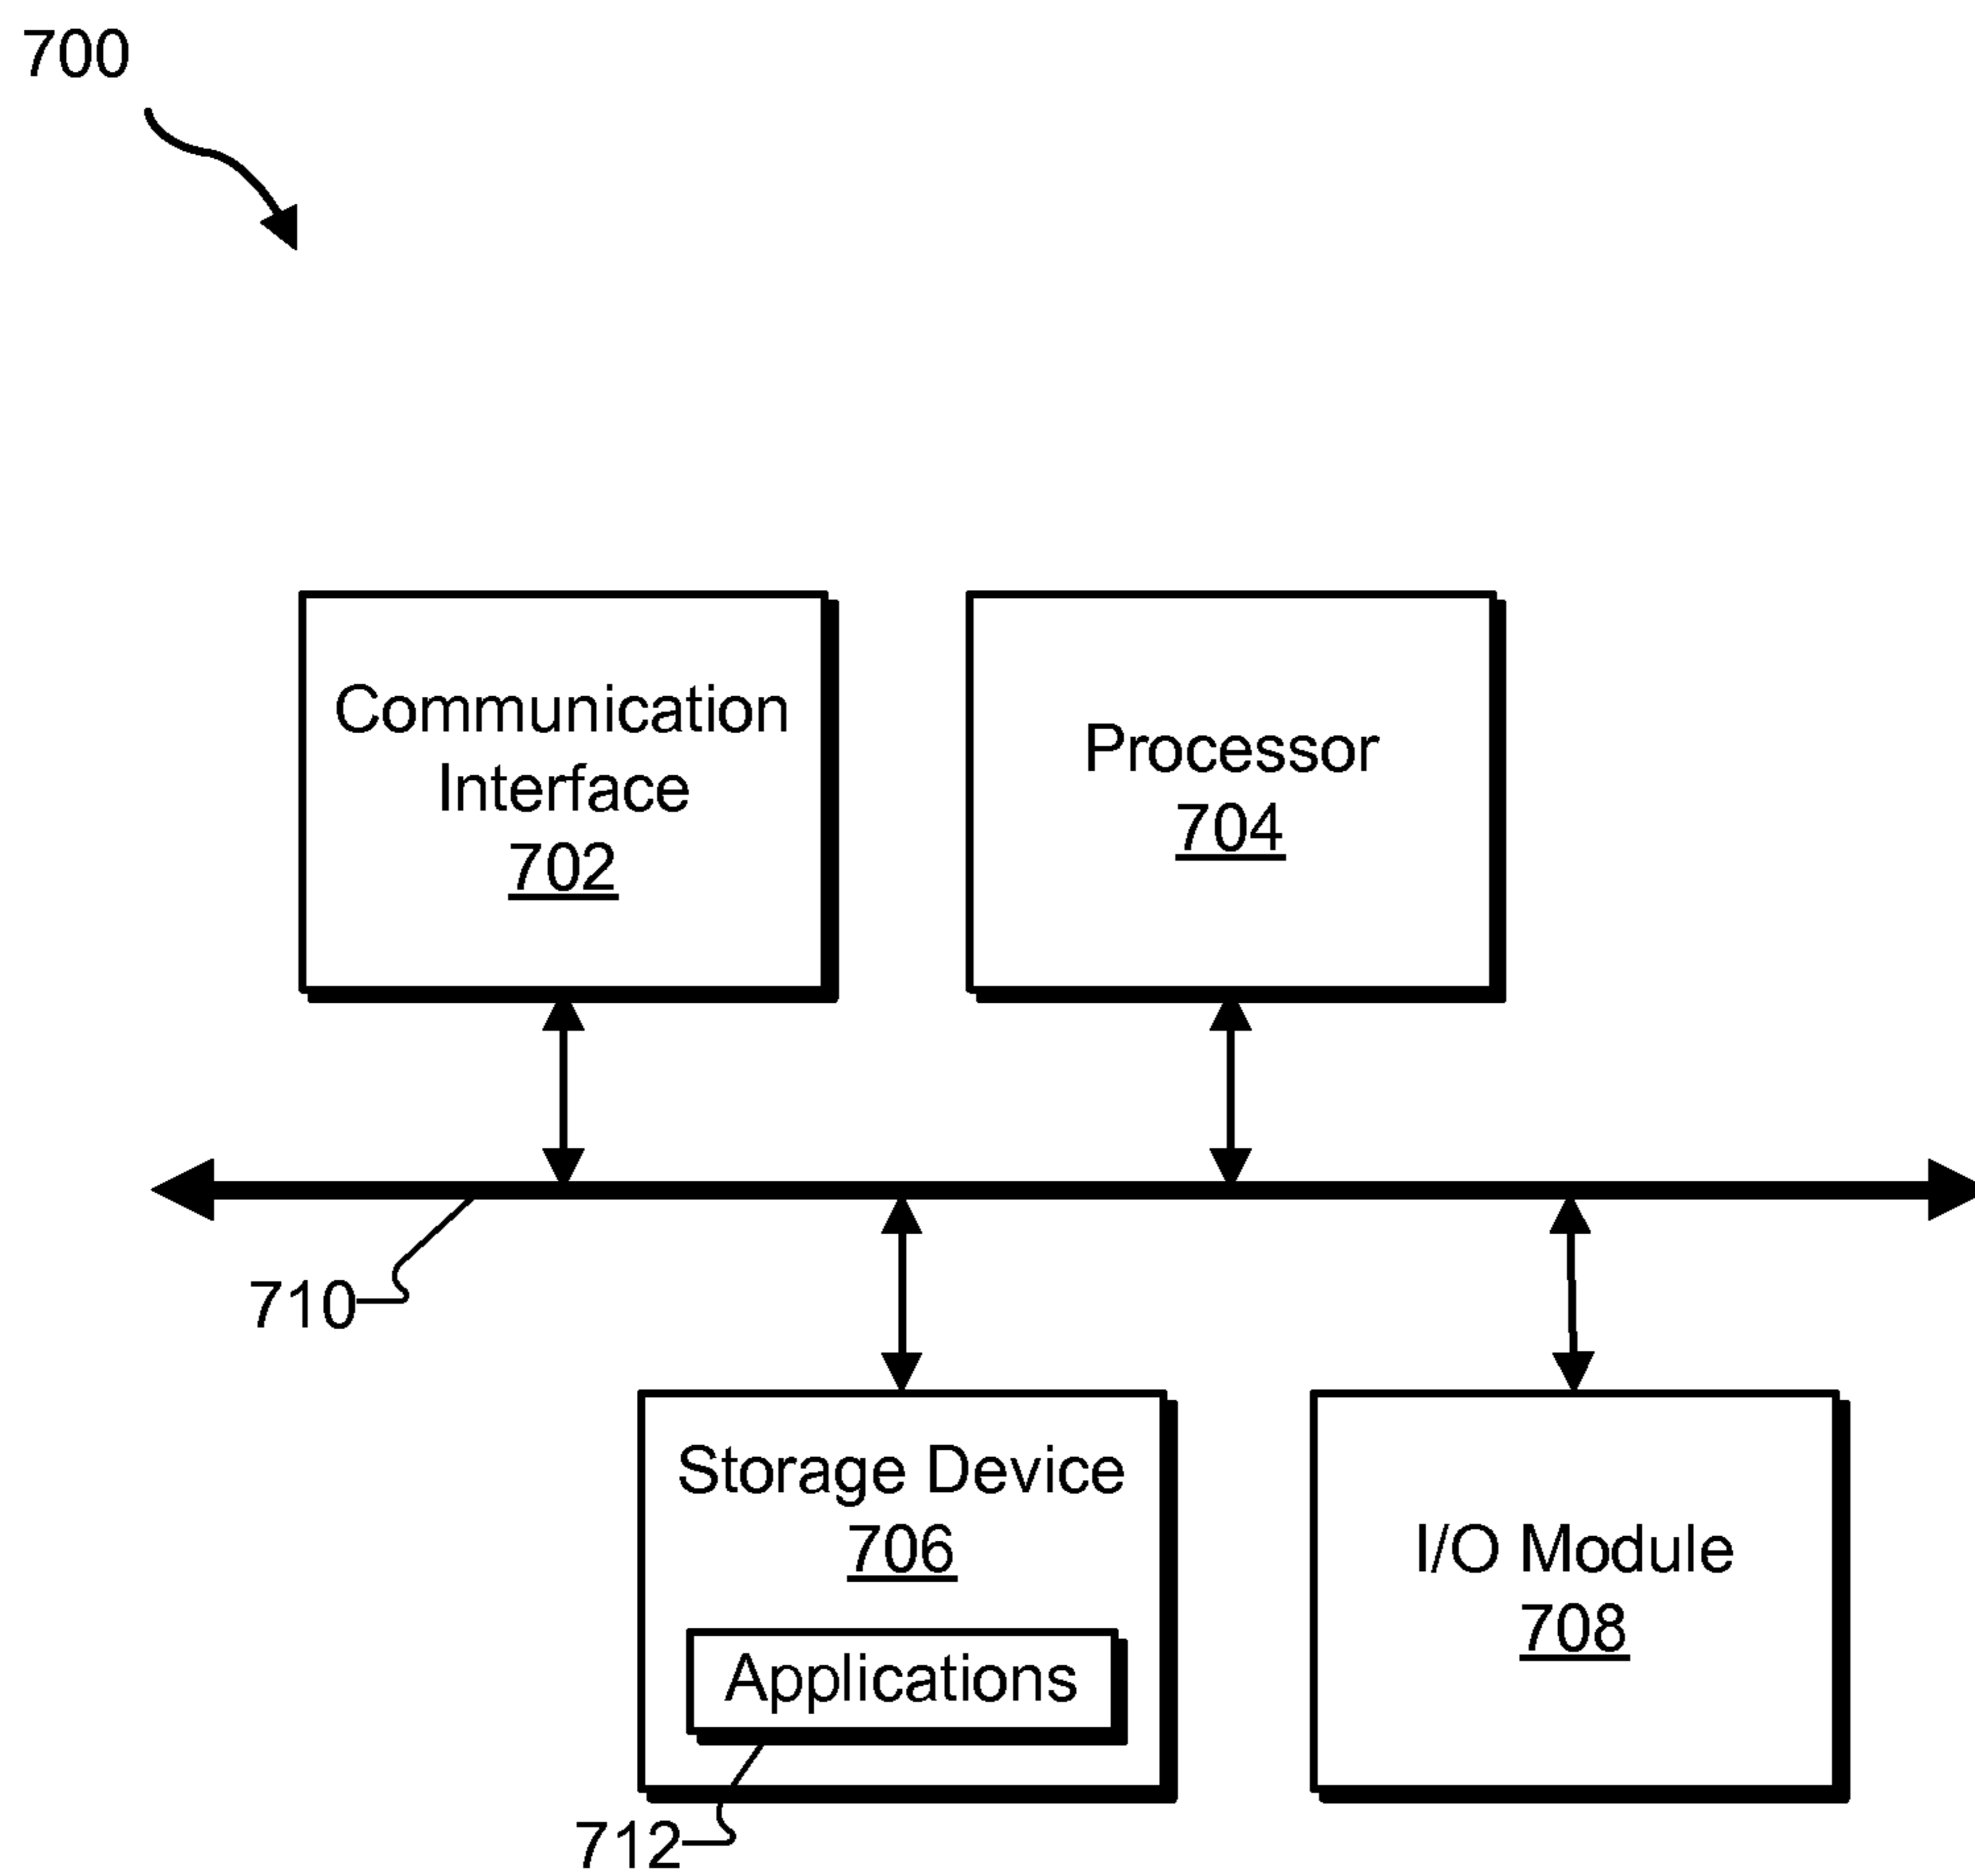 700
Communication
Interface
702
Processor
704
710
Storage Device
706
Applications
712
I/O Module
708